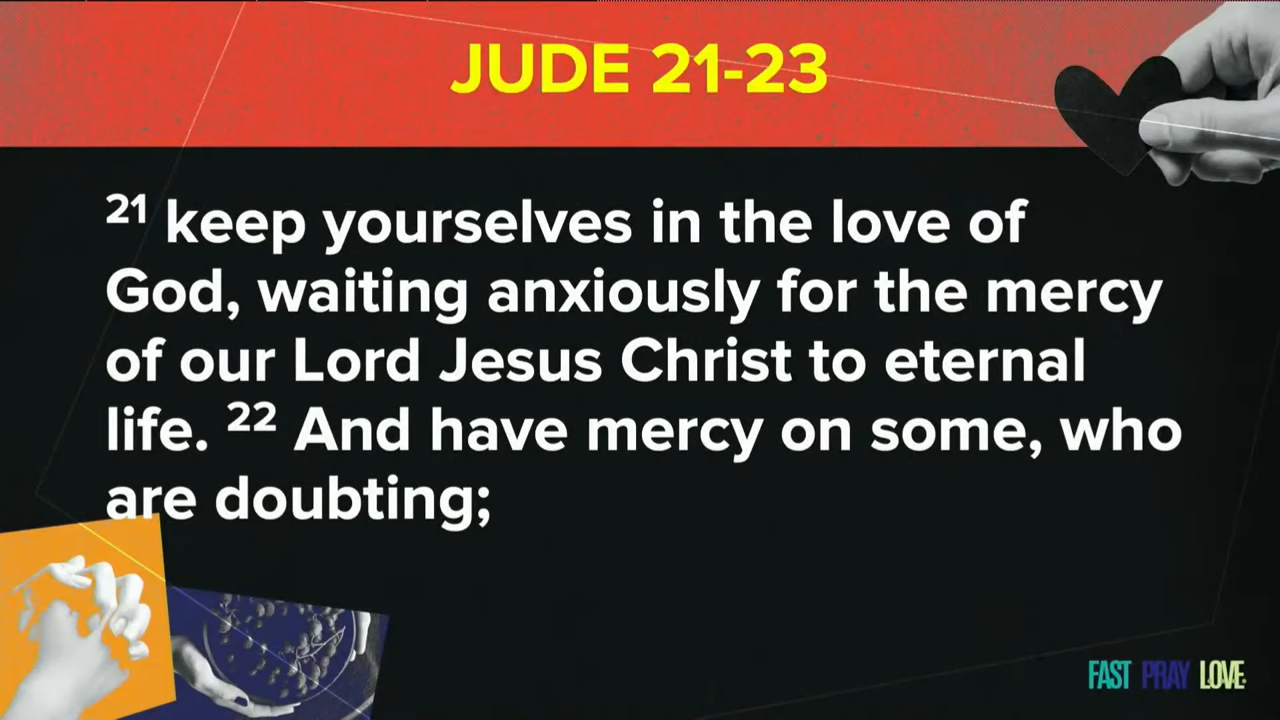 JUDE 21-23
21 keep yourselves in the love of
God, waiting anxiously for the mercy
of our Lord Jesus Christ to eternal
life. 22 And have mercy on some, who
are doubting;
FAST PRAY LOVE